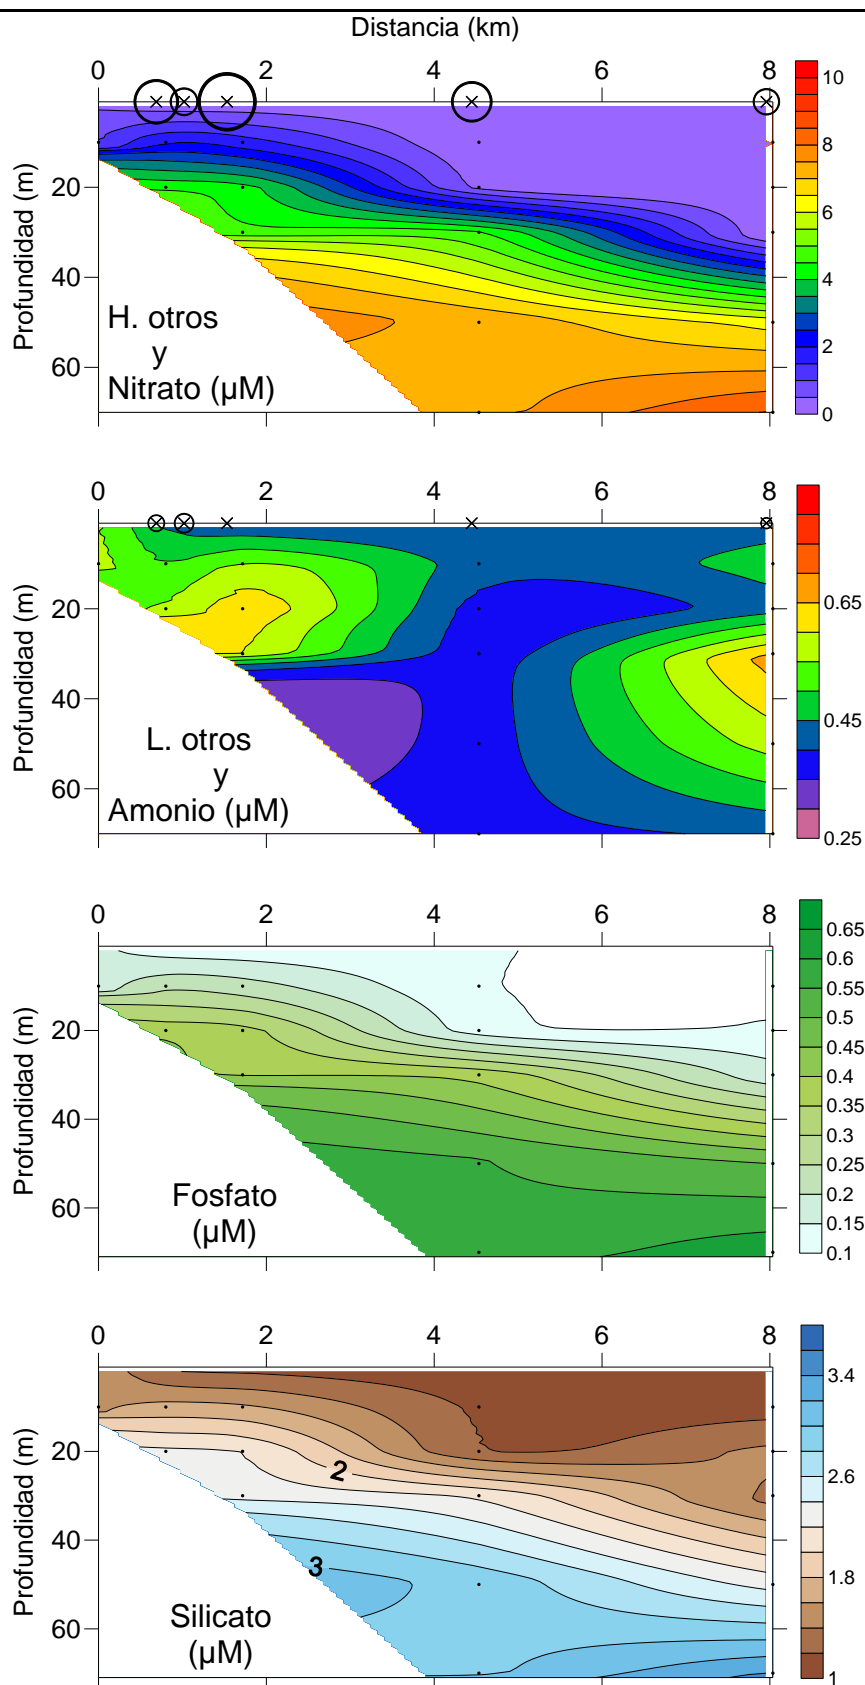 Distancia (km)
0 2 4 6 8
Profundidad (m)
20
40
60
H. otros
y
Nitrato (µM)
10
8
6
4
2
0
0 2 4 6 8
Profundidad (m)
20
40
60
L. otros
y
Amonio (µM)
0.65
0.45
0.25
0 2 4 6 8
Profundidad (m)
20
40
60
Fosfato
(µM)
0.65
0.6
0.55
0.5
0.45
0.4
0.35
0.3
0.25
0.2
0.15
0.1
0 2 4 6 8
Profundidad (m)
20
40
60
2
3
Silicato
(µM)
3.4
2.6
1.8
1